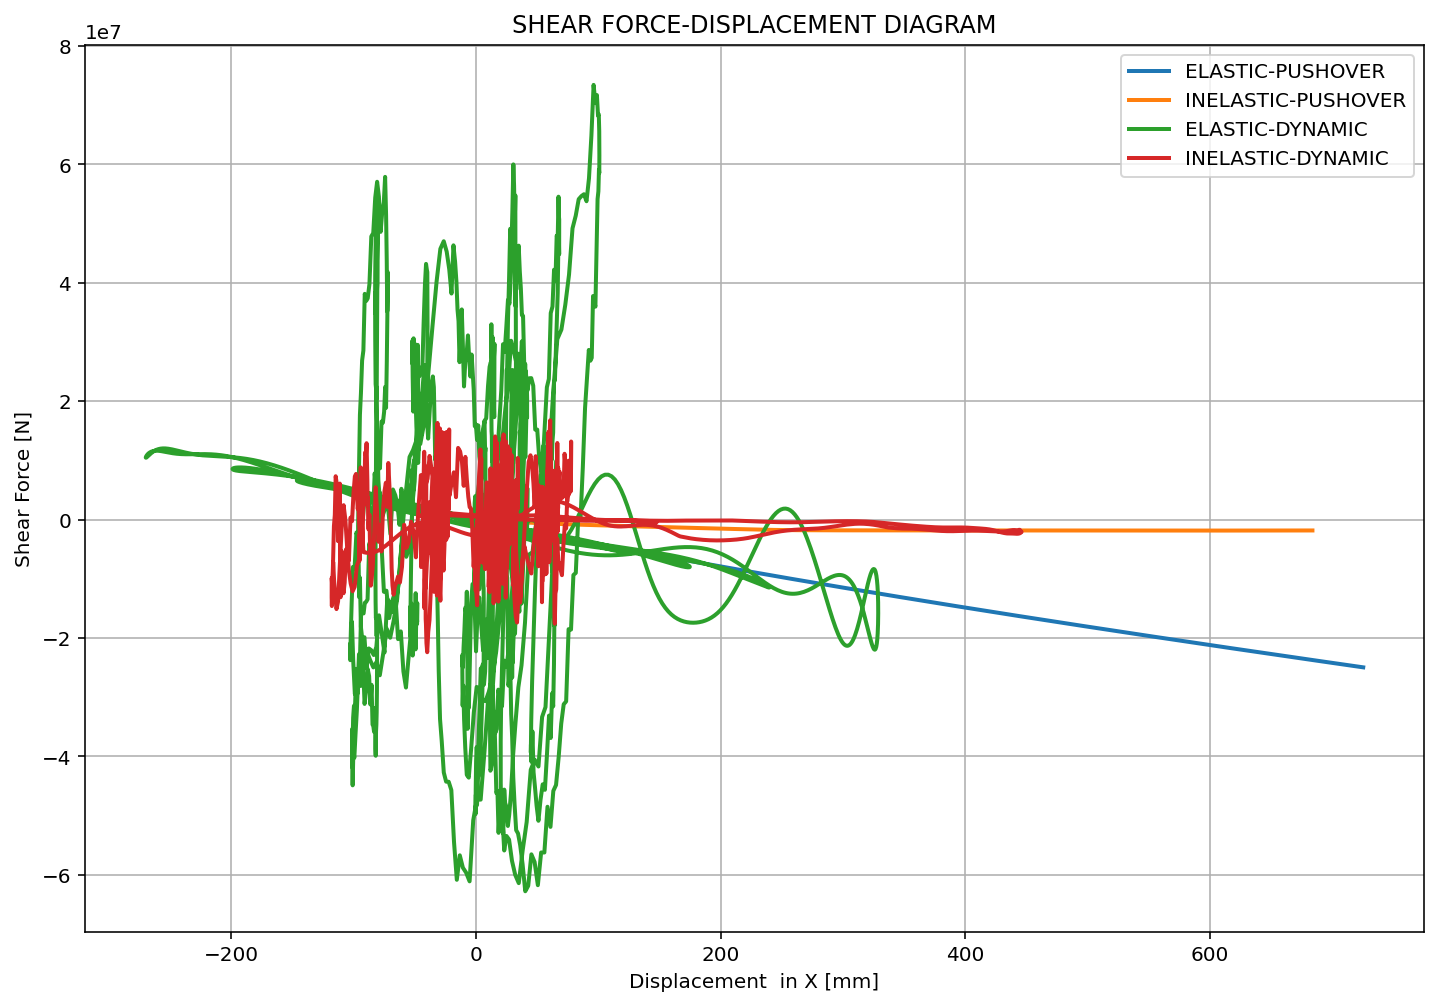 SHEAR FORCE-DISPLACEMENT DIAGRAM
1e7
8
6
4
2
0
−2
−4
−6
Shear Force [N]
ELASTIC-PUSHOVER
INELASTIC-PUSHOVER
ELASTIC-DYNAMIC
INELASTIC-DYNAMIC
−200 0 200 400 600
Displacement  in X [mm]